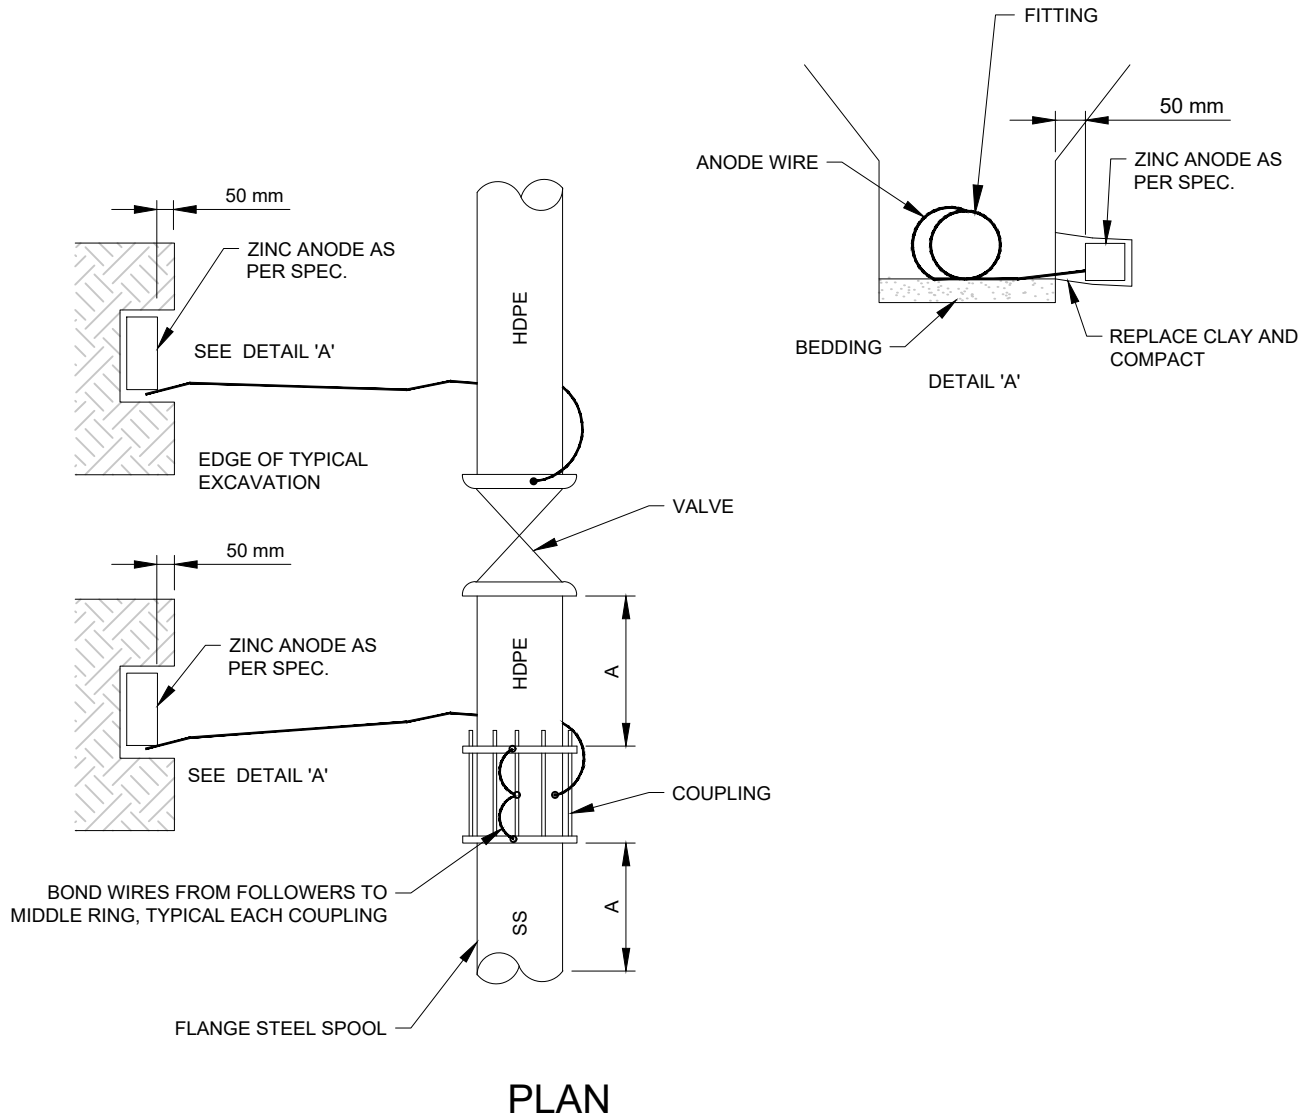 FITTING
50 mm
ANODE WIRE
ZINC ANODE AS
PER SPEC.
BEDDING
REPLACE CLAY AND
COMPACT
DETAIL 'A'
50 mm
ZINC ANODE AS
PER SPEC.
SEE DETAIL 'A'
HDPE
EDGE OF TYPICAL
EXCAVATION
VALVE
50 mm
ZINC ANODE AS
PER SPEC.
HDPE
A
SEE DETAIL 'A'
COUPLING
BOND WIRES FROM FOLLOWERS TO
MIDDLE RING, TYPICAL EACH COUPLING
SS
A
FLANGE STEEL SPOOL
PLAN